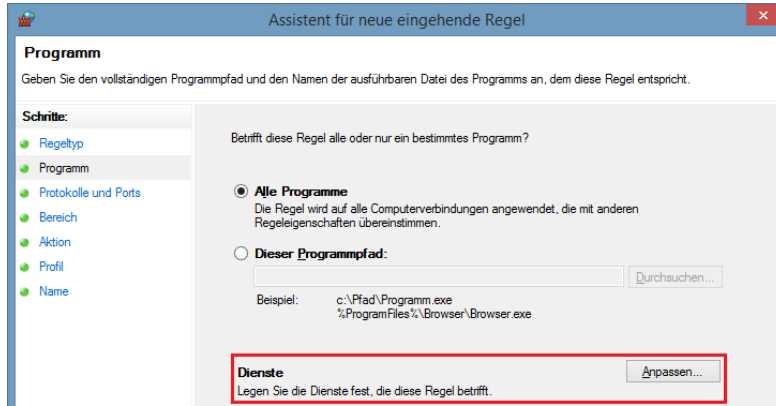 Assistent für neue eingehende Regel
Programm
Geben Sie den vollständigen Programmpfad und den Namen der ausführbaren Datei des Programms an, dem diese Regel entspricht.
Schritte:
Regeltyp
Programm
Protokolle und Ports
Bereich
Aktion
Profil
Name
Betrifft diese Regel alle oder nur ein bestimmtes Programm?
Alle Programme
Die Regel wird auf alle Computerverbindungen angewendet, die mit anderen
Regeleigenschaften übereinstimmen.
Dieser Programmpfad:
Durchsuchen...
Beispiel: c:\Pfad\Programm.exe
%ProgramFiles%\Browser\Browser.exe
Dienste
Anpassen...
Legen Sie die Dienste fest, die diese Regel betrifft.